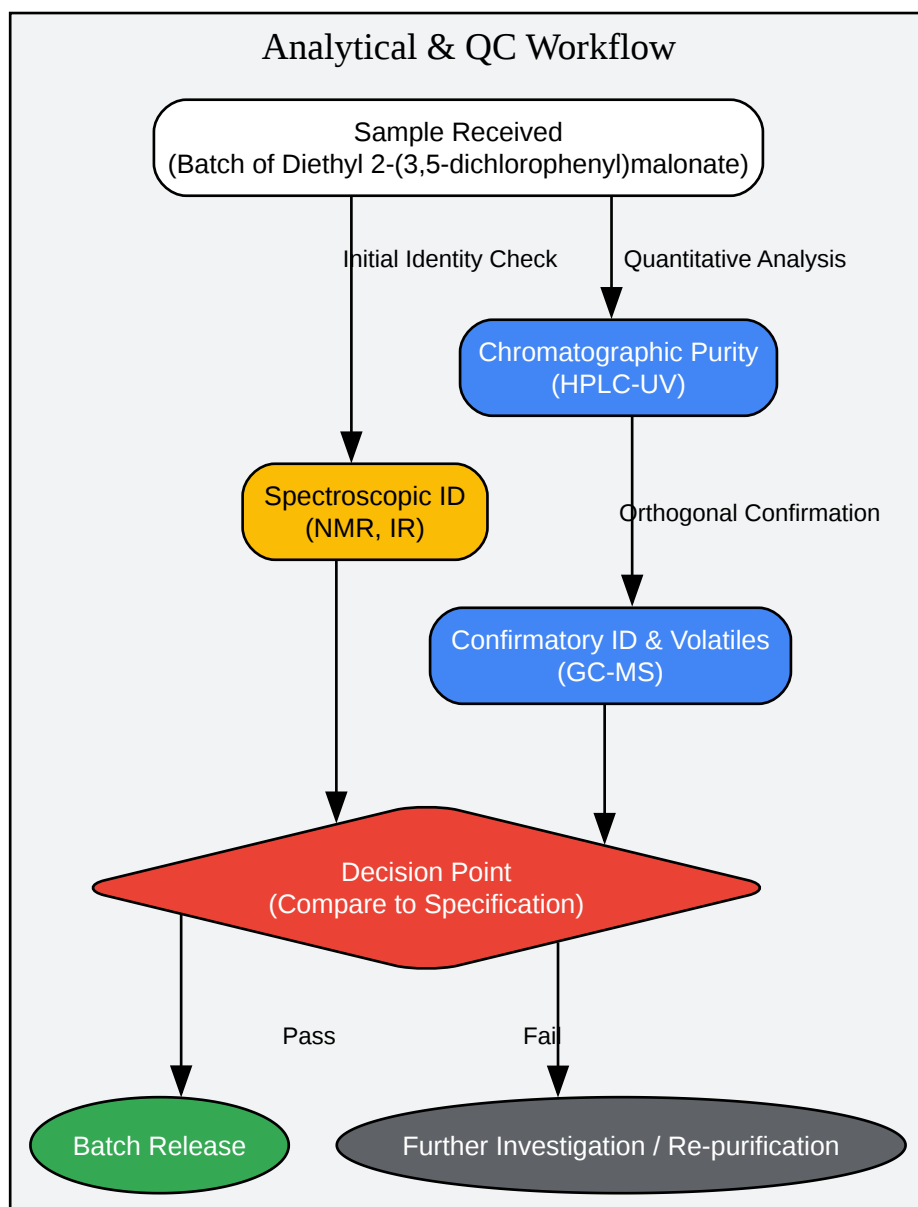 Analytical & QC Workflow
Sample Received
(Batch of Diethyl 2-(3,5-dichlorophenyl)malonate)
Initial Identity Check
Quantitative Analysis
Chromatographic Purity
(HPLC-UV)
Spectroscopic ID
(NMR, IR)
Orthogonal Confirmation
Confirmatory ID & Volatiles
(GC-MS)
Decision Point
(Compare to Specification)
Pass
Fail
Batch Release
Further Investigation / Re-purification